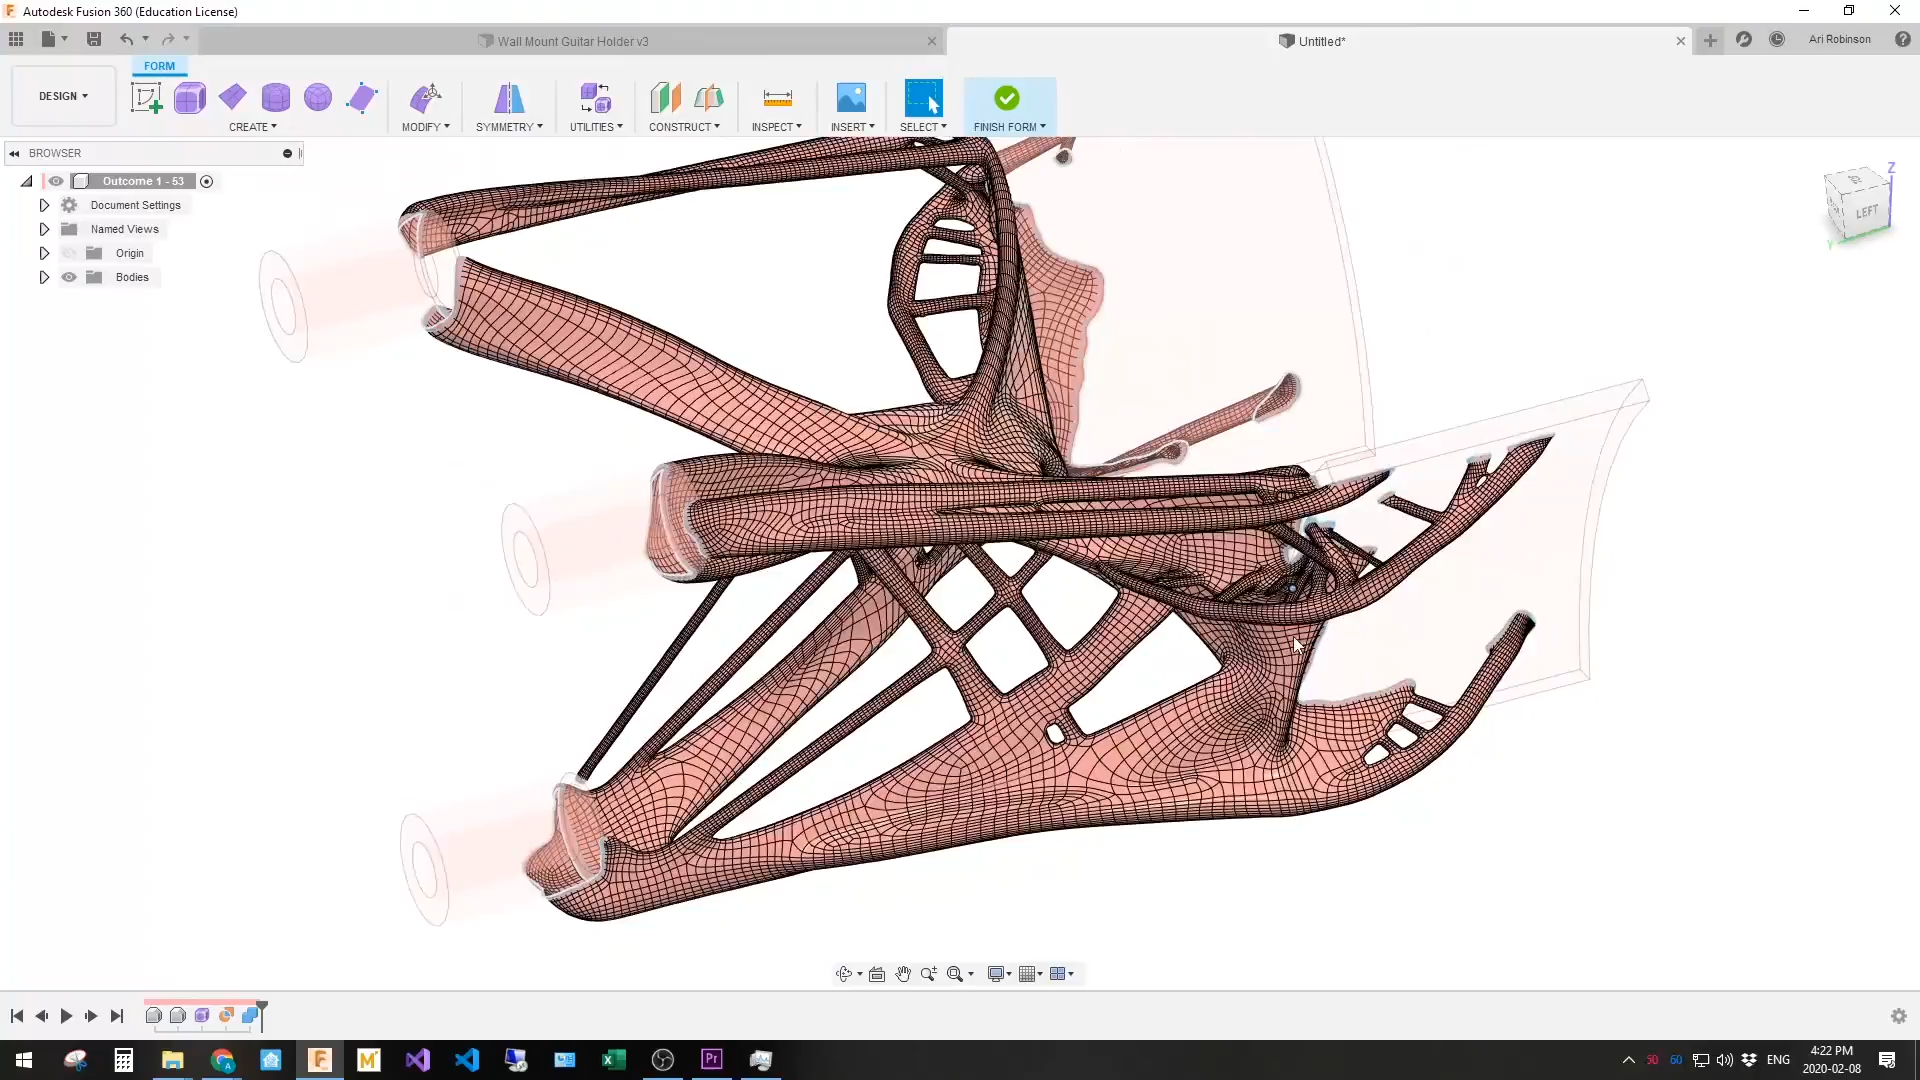 Autodesk Fusion 360 (Education License)
Wall Mount Guitar Holder v3
Untitled*
Ari Robinson
FORM
DESIGN
CREATE
MODIFY
SYMMETRY
UTILITIES
CONSTRUCT
INSPECT
INSERT
SELECT
FINISH FORM
BROWSER
Outcome 1 - 53
Document Settings
Named Views
Origin
Bodies
Z
LEFT
Y
50
60
ENG
4:22 PM
2020-02-08